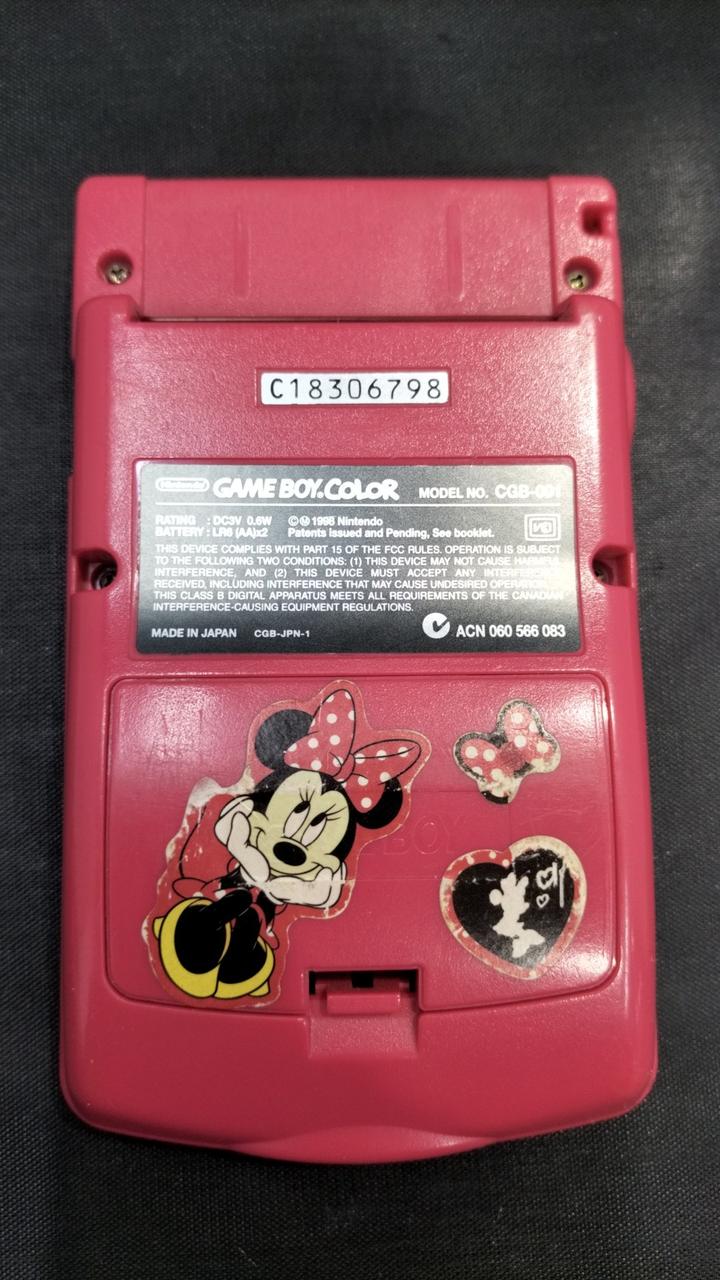 C18306798
Nintendo GAME BOY COLOR MODEL NO. CGB-001
RATING : DC3V 0.6W ©Ⓜ 1998 Nintendo
BATTERY : LR6 (AA)x2 Patents issued and Pending, See booklet.
THIS DEVICE COMPLIES WITH PART 15 OF THE FCC RULES. OPERATION IS SUBJECT
TO THE FOLLOWING TWO CONDITIONS: (1) THIS DEVICE MAY NOT CAUSE HARMFUL
INTERFERENCE, AND (2) THIS DEVICE MUST ACCEPT ANY INTERFERENCE
RECEIVED, INCLUDING INTERFERENCE THAT MAY CAUSE UNDESIRED OPERATION.
THIS CLASS B DIGITAL APPARATUS MEETS ALL REQUIREMENTS OF THE CANADIAN
INTERFERENCE-CAUSING EQUIPMENT REGULATIONS.
MADE IN JAPAN CGB-JPN-1 ACN 060 566 083
BOY